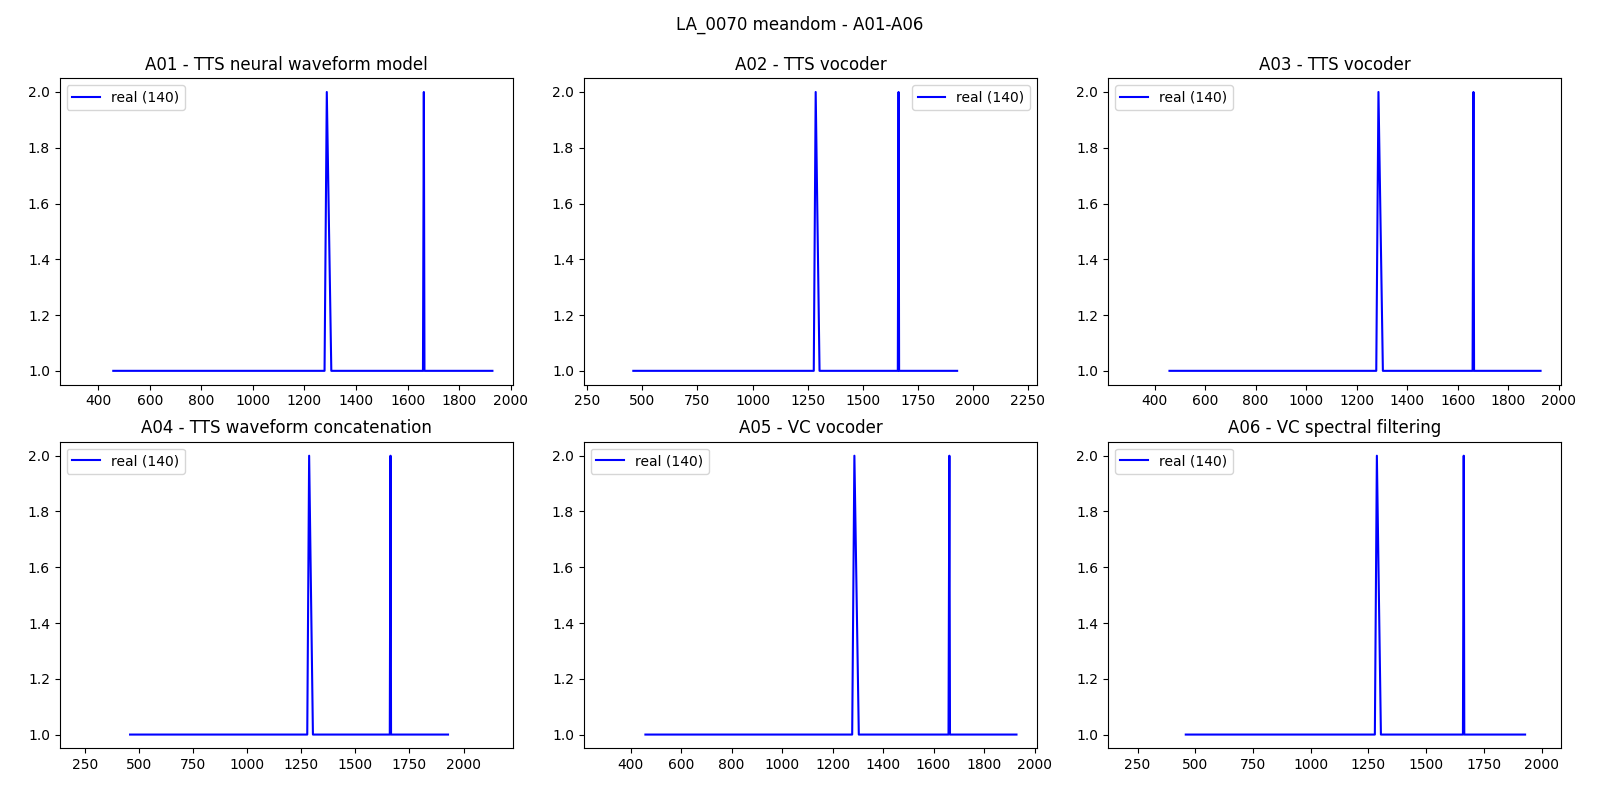 LA_0070 meandom - A01-A06
A01 - TTS neural waveform model
real (140)
2.0
1.8
1.6
1.4
1.2
1.0
400 600 800 1000 1200 1400 1600 1800 2000
A02 - TTS vocoder
real (140)
2.0
1.8
1.6
1.4
1.2
1.0
250 500 750 1000 1250 1500 1750 2000 2250
A03 - TTS vocoder
real (140)
2.0
1.8
1.6
1.4
1.2
1.0
400 600 800 1000 1200 1400 1600 1800 2000
A04 - TTS waveform concatenation
real (140)
2.0
1.8
1.6
1.4
1.2
1.0
250 500 750 1000 1250 1500 1750 2000
A05 - VC vocoder
real (140)
2.0
1.8
1.6
1.4
1.2
1.0
400 600 800 1000 1200 1400 1600 1800 2000
A06 - VC spectral filtering
real (140)
2.0
1.8
1.6
1.4
1.2
1.0
250 500 750 1000 1250 1500 1750 2000